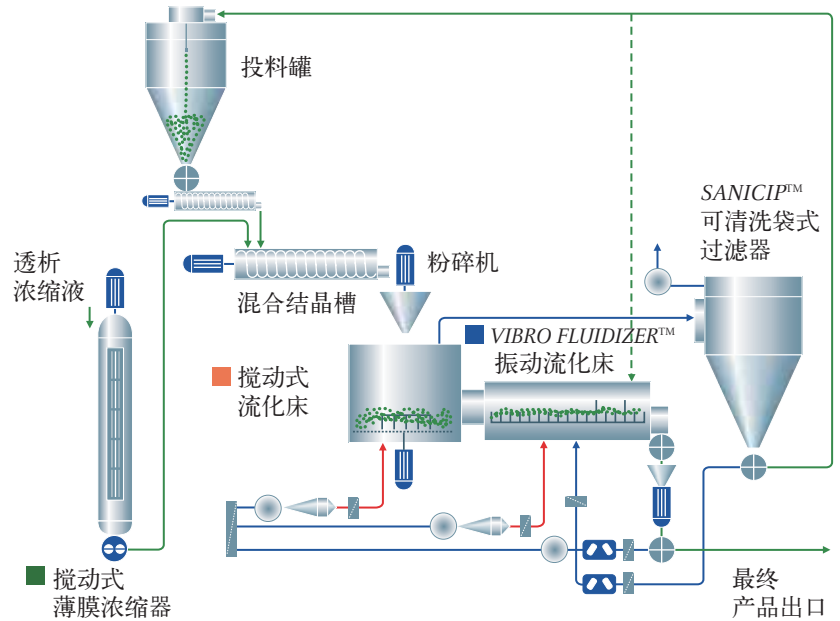 投料罐
SANICIP™
可清洗袋式
过滤器
透析
浓缩液
粉碎机
混合结晶槽
VIBRO FLUIDIZER™
振动流化床
搅动式
流化床
搅动式
薄膜浓缩器
最终
产品出口